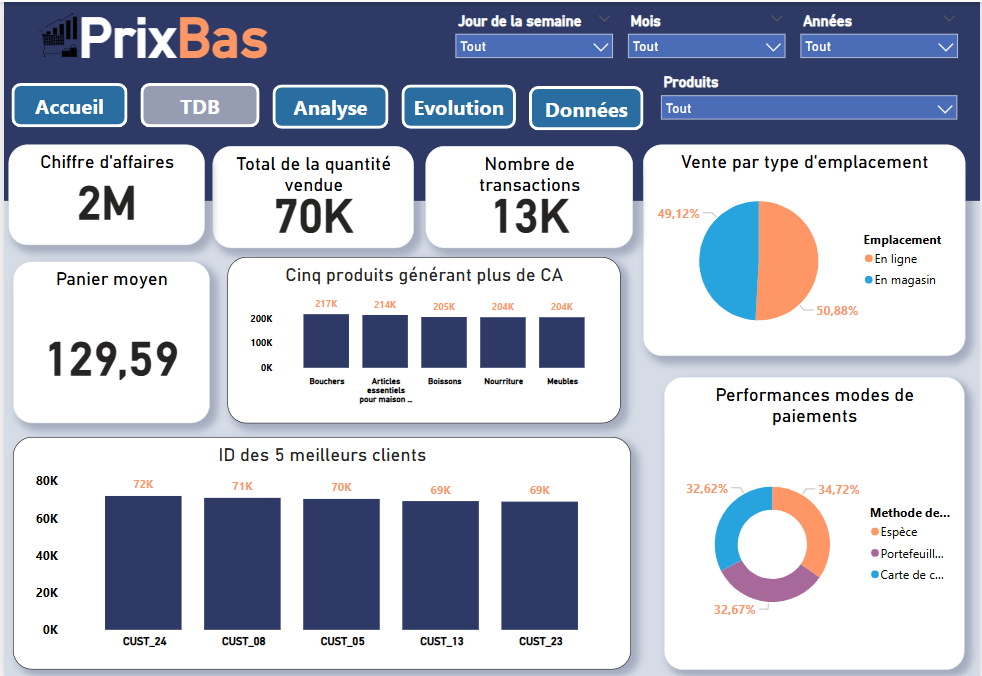 PrixBas
Jour de la semaine
Tout
Mois
Tout
Années
Tout
Produits
Tout
Accueil
TDB
Analyse
Evolution
Données
Chiffre d'affaires
2M
Total de la quantité
vendue
70K
Nombre de
transactions
13K
Vente par type d'emplacement
49,12%
50,88%
Emplacement
En ligne
En magasin
Panier moyen
129,59
Cinq produits générant plus de CA
200K
100K
0K
217K
214K
205K
204K
204K
Bouchers
Articles
essentiels
pour maison ...
Boissons
Nourriture
Meubles
Performances modes de
paiements
32,62%
34,72%
32,67%
Methode de...
Espèce
Portefeuill...
Carte de c...
ID des 5 meilleurs clients
80K
60K
40K
20K
0K
72K
71K
70K
69K
69K
CUST_24
CUST_08
CUST_05
CUST_13
CUST_23